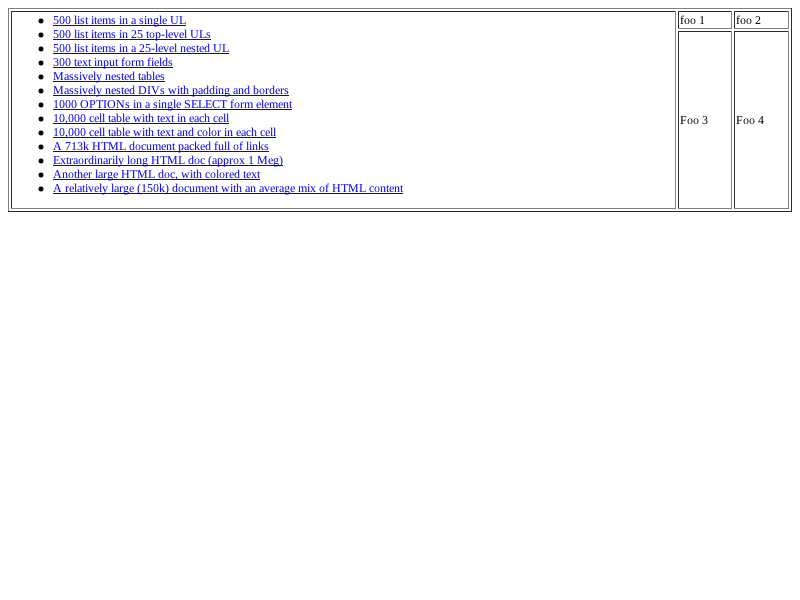 500 list items in a single UL
500 list items in 25 top-level ULs
500 list items in a 25-level nested UL
300 text input form fields
Massively nested tables
Massively nested DIVs with padding and borders
1000 OPTIONs in a single SELECT form element
10,000 cell table with text in each cell
10,000 cell table with text and color in each cell
A 713k HTML document packed full of links
Extraordinarily long HTML doc (approx 1 Meg)
Another large HTML doc, with colored text
A relatively large (150k) document with an average mix of HTML content
foo 1
foo 2
Foo 3
Foo 4